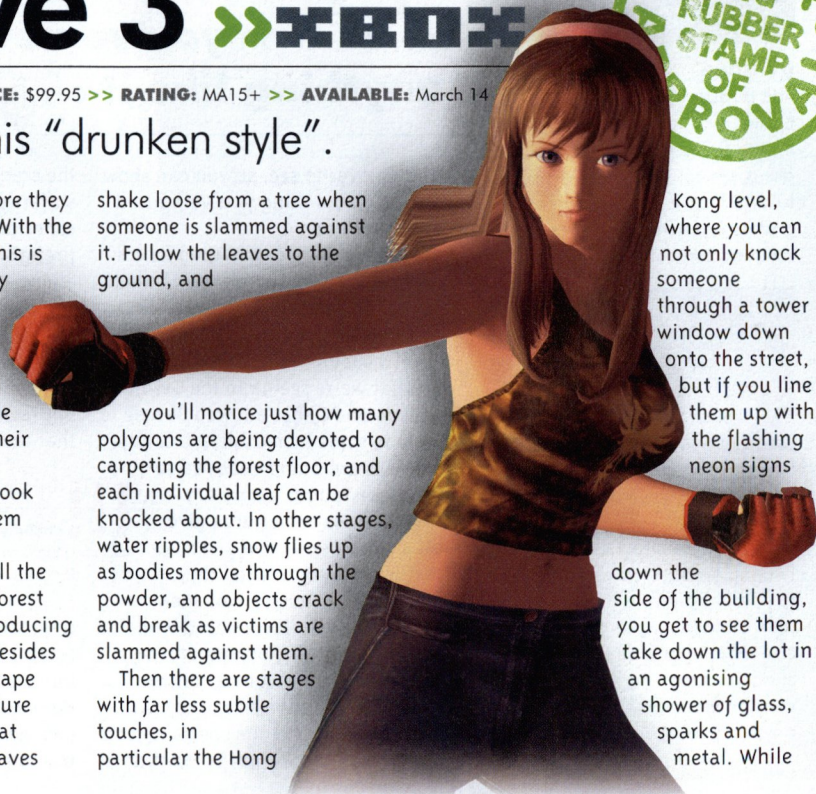 ve 3 >>XBOX
RUBBER
STAMP
OF
PROVA
CE: $99.95 >> RATING: MA15+ >> AVAILABLE: March 14
is “drunken style”.
ore they
With the
his is
y
e
heir
ook
em
ll the
orest
oducing
esides
ape
ure
at
aves
shake loose from a tree when
someone is slammed against
it. Follow the leaves to the
ground, and
you’ll notice just how many
polygons are being devoted to
carpeting the forest floor, and
each individual leaf can be
knocked about. In other stages,
water ripples, snow flies up
as bodies move through the
powder, and objects crack
and break as victims are
slammed against them.
Then there are stages
with far less subtle
touches, in
particular the Hong
Kong level,
where you can
not only knock
someone
through a tower
window down
onto the street,
but if you line
them up with
the flashing
neon signs
down the
side of the building,
you get to see them
take down the lot in
an agonising
shower of glass,
sparks and
metal. While